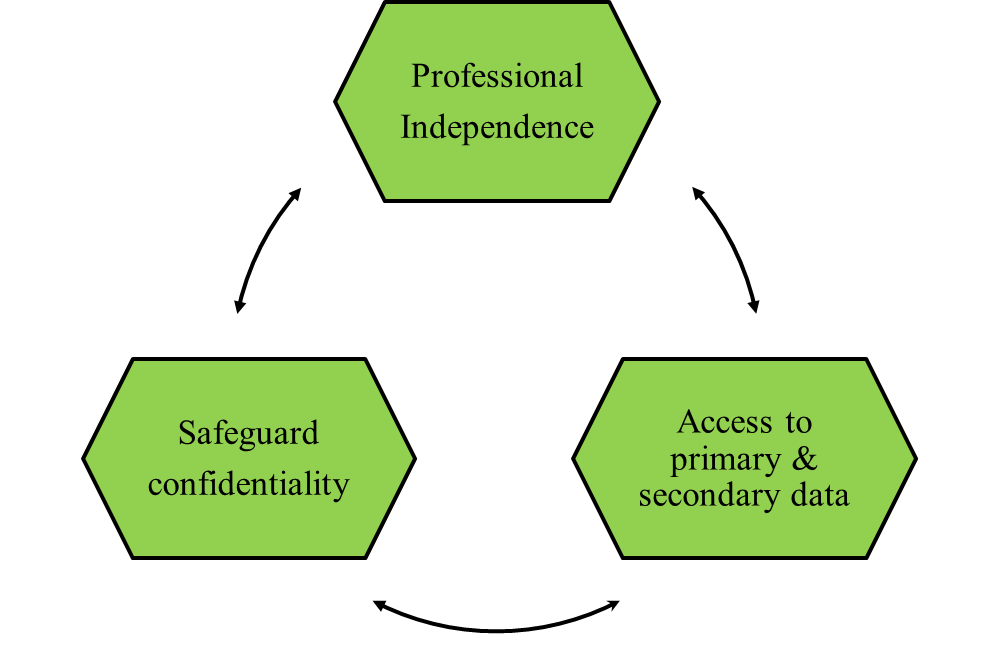 Professional
Independence
Safeguard
confidentiality
Access to
primary &
secondary data